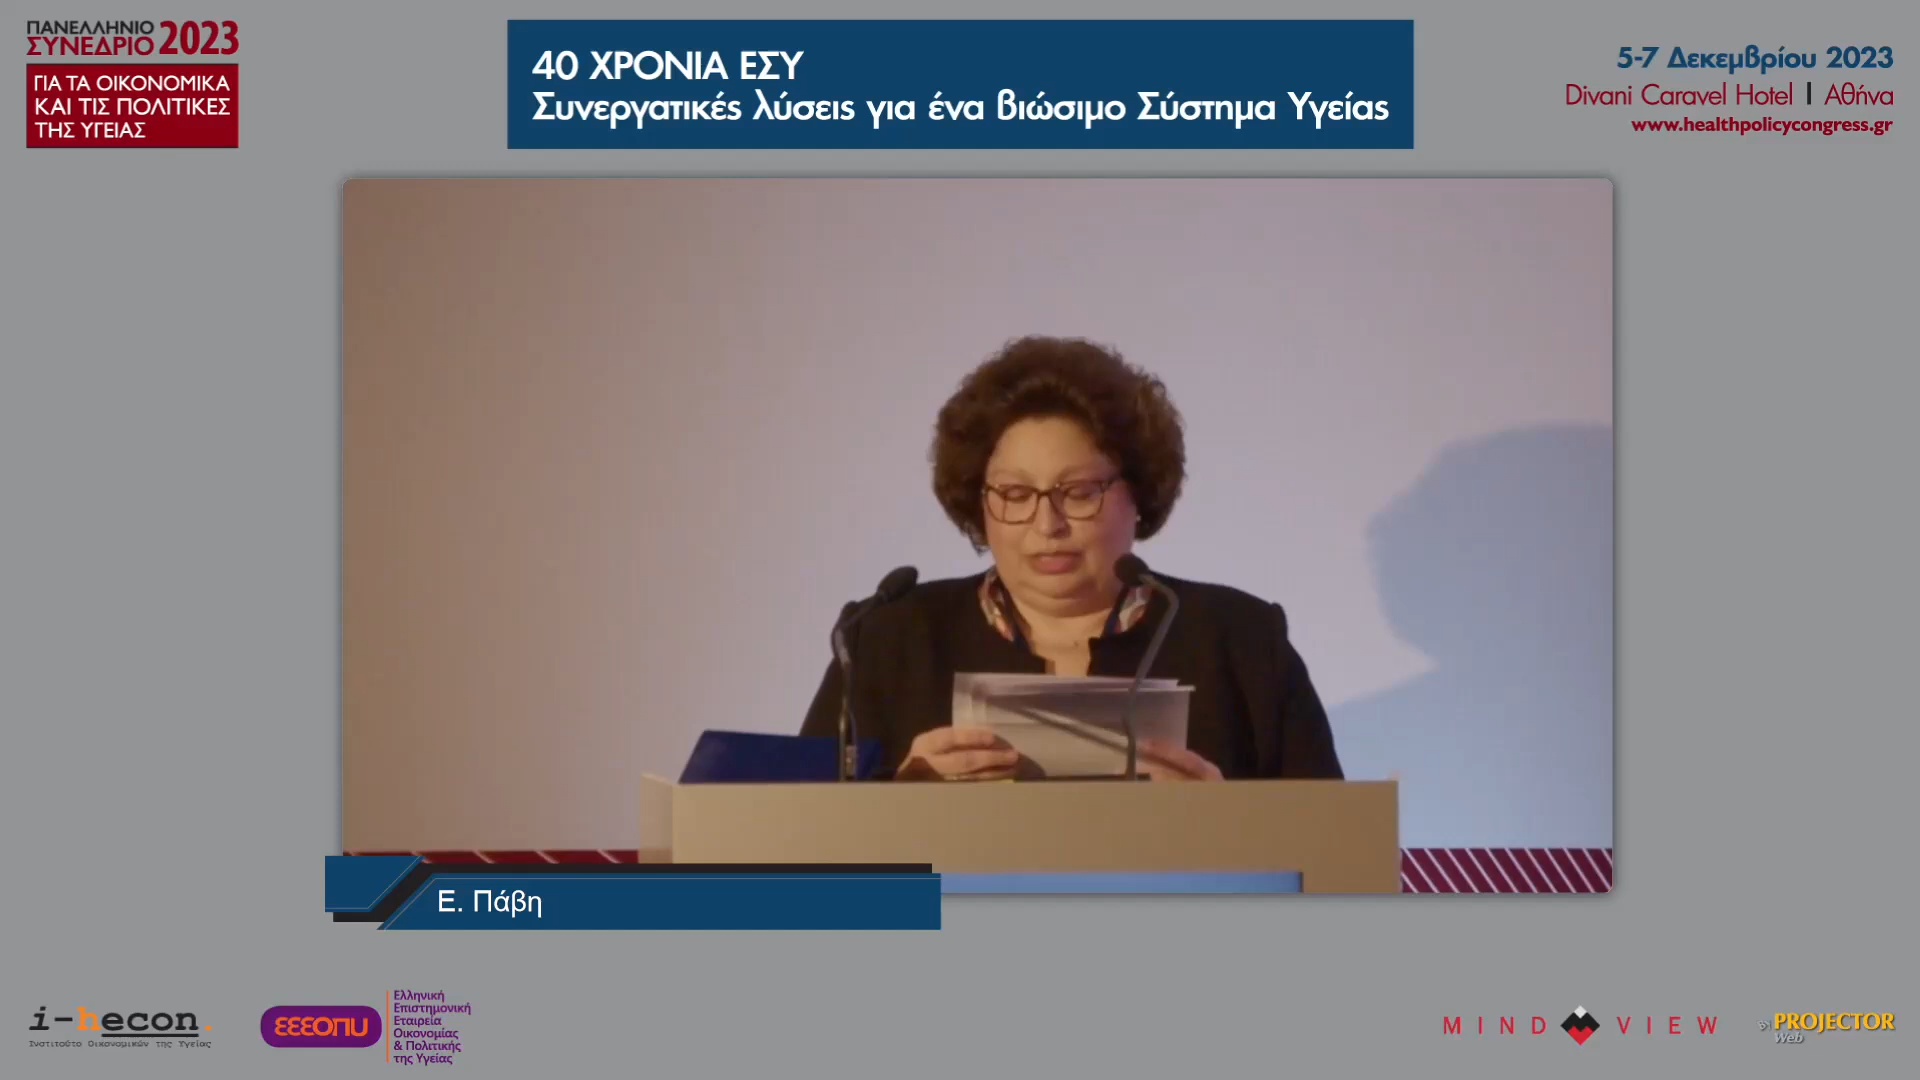 ΠΑΝΕΛΛΗΝΙΟ
ΣΥΝΕΔΡΙΟ 2023
ΓΙΑ ΤΑ ΟΙΚΟΝΟΜΙΚΑ
ΚΑΙ ΤΙΣ ΠΟΛΙΤΙΚΕΣ
ΤΗΣ ΥΓΕΙΑΣ
40 ΧΡΟΝΙΑ ΕΣΥ
Συνεργατικές λύσεις για ένα βιώσιμο Σύστημα Υγείας
5-7 Δεκεμβρίου 2023
Divani Caravel Hotel | Αθήνα
www.healthpolicycongress.gr
Ε. Πάβη
i-hecon.
Ινστιτούτο Οικονομικών της Υγείας
εεεοπυ
Ελληνική
Επιστημονική
Εταιρεία
Οικονομίας
& Πολιτικής
της Υγείας
MIND VIEW
PROJECTOR
Web